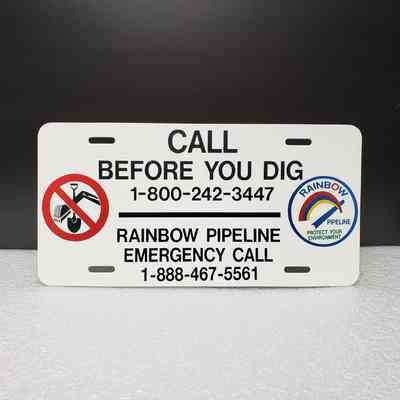 CALL
BEFORE YOU DIG
1-800-242-3447
RAINBOW PIPELINE
EMERGENCY CALL
1-888-467-5561
RAINBOW
PIPELINE
PROTECT YOUR
ENVIRONMENT